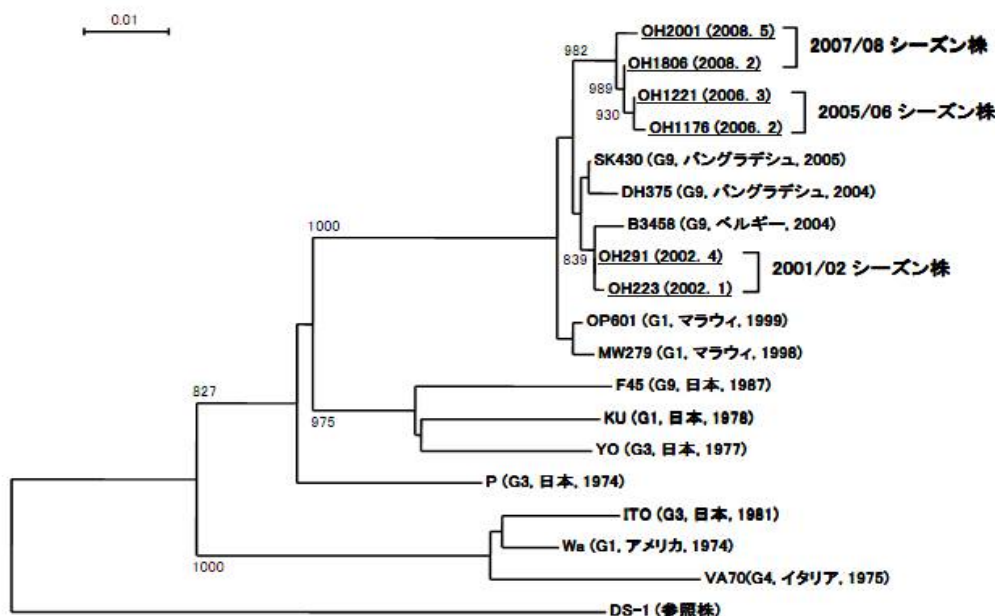 0.01
OH2001 (2008. 5)
2007/08 シーズン株
982
OH1806 (2008. 2)
989
OH1221 (2006. 3)
2005/06 シーズン株
930
OH1176 (2006. 2)
SK430 (G9, バングラデシュ, 2005)
DH375 (G9, バングラデシュ, 2004)
B3458 (G9, ベルギー, 2004)
1000
839
OH291 (2002. 4)
2001/02 シーズン株
OH223 (2002. 1)
OP601 (G1, マラウィ, 1999)
MW279 (G1, マラウィ, 1998)
F45 (G9, 日本, 1987)
827
975
KU (G1, 日本, 1978)
YO (G3, 日本, 1977)
P (G3, 日本, 1974)
ITO (G3, 日本, 1981)
Wa (G1, アメリカ, 1974)
1000
VA70(G4, イタリア, 1975)
DS-1 (参照株)